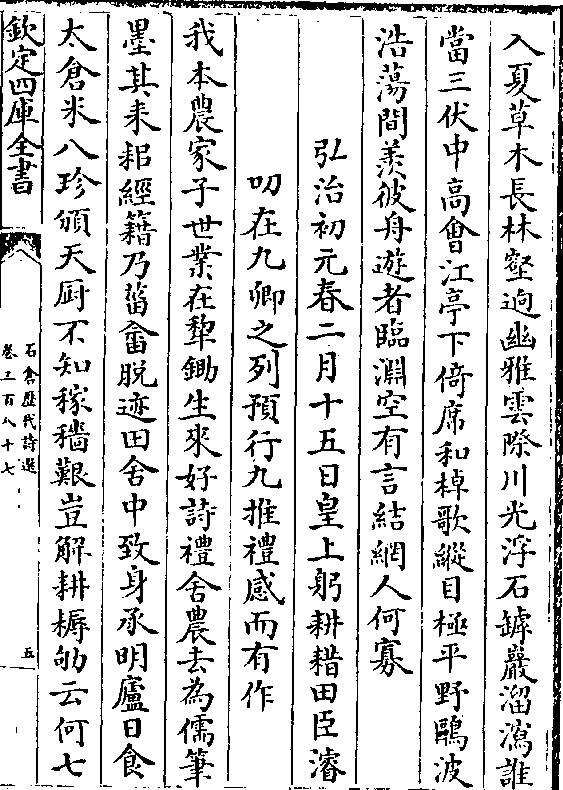 入夏草木長林壑逈幽雅雲際川光浮石罅巖溜瀉誰
當三伏中高會江亭下倚席和棹歌縱目極平野鷗波
浩蕩間羨彼舟遊者臨淵空有言結網人何寡
弘治初元春二月十五日皇上躬耕耤田臣濬
叨在九卿之列預行九推禮感而有作
我本農家子世業在犂鋤生來好詩禮舍農去為儒筆
墨其耒耜經籍乃菑畬脱迹田舍中致身承明廬日食
太倉米八珍頒天厨不知稼穡艱豈解耕耨劬云何七
欽定四庫全書
石倉歷代詩選
卷三百八十七
五